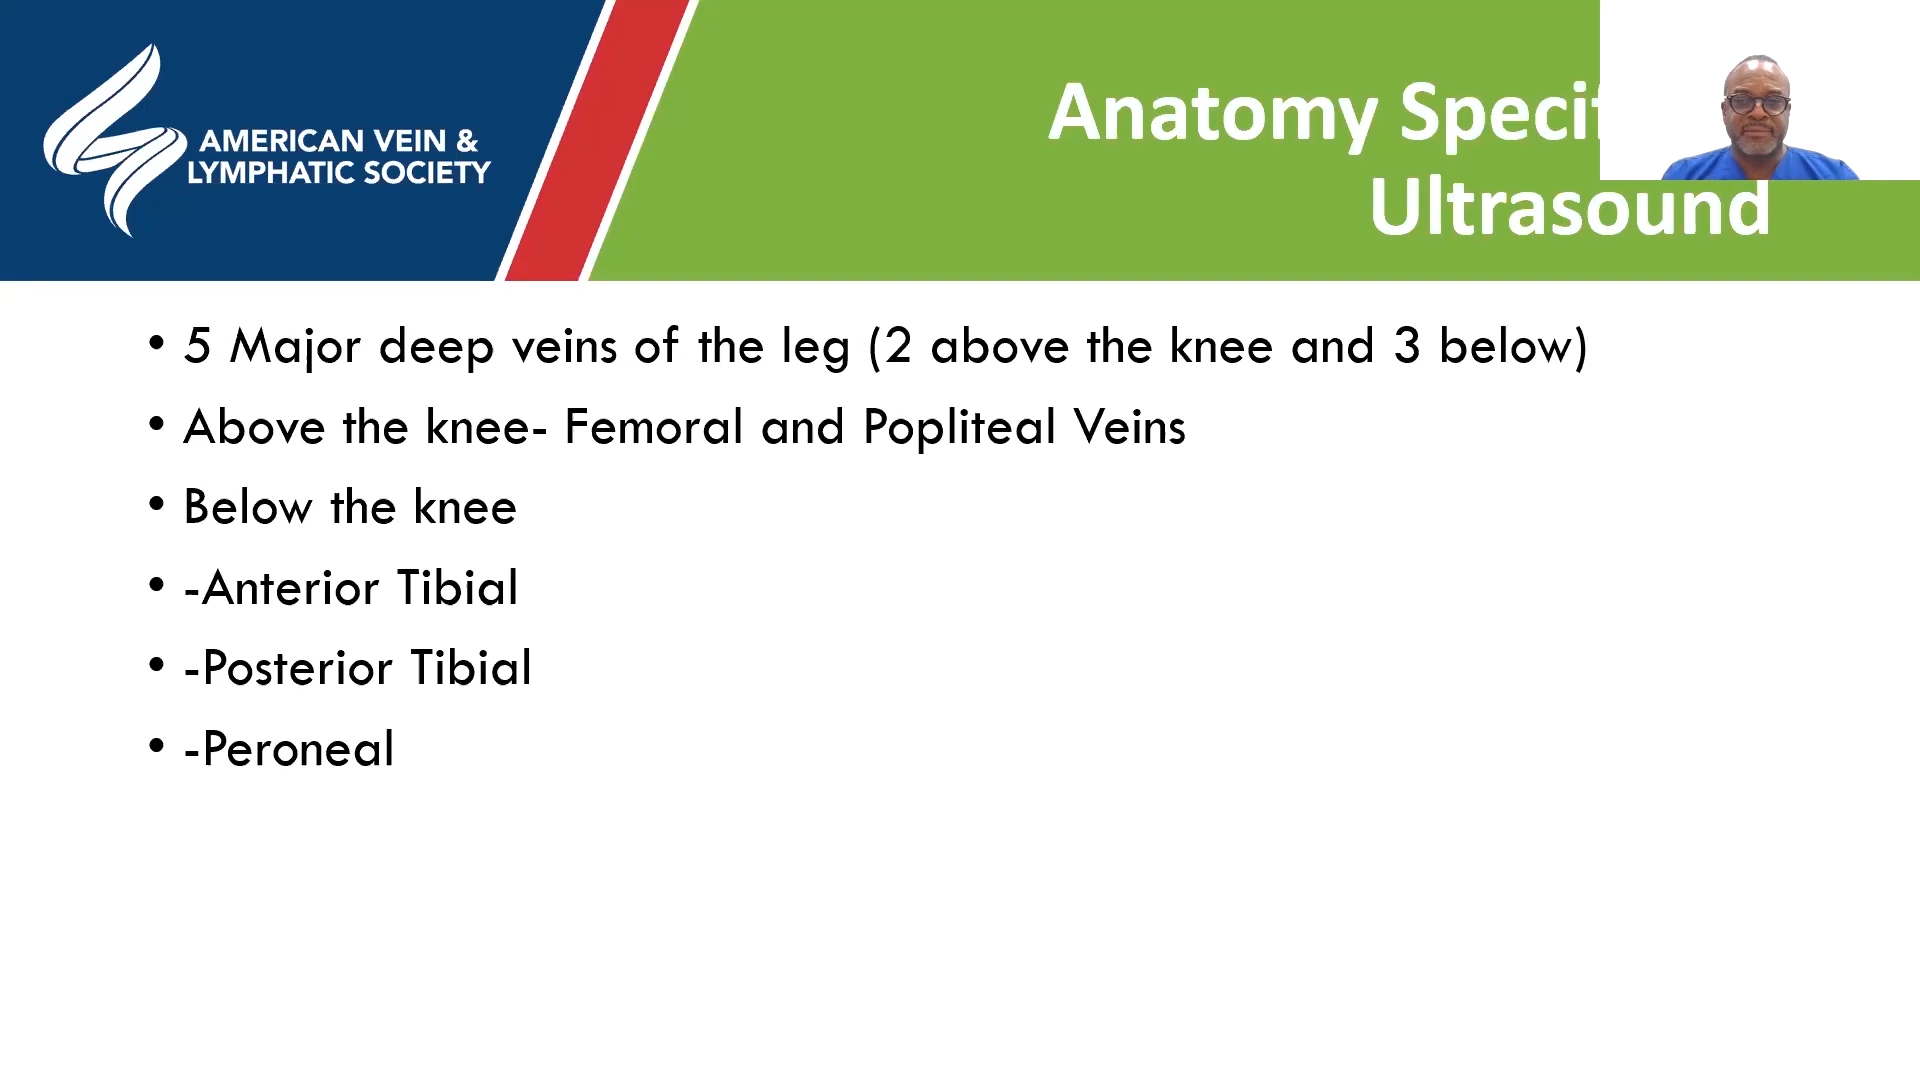 AMERICAN VEIN &
LYMPHATIC SOCIETY
Anatomy
Ultrasound
• 5 Major deep veins of the leg (2 above the knee and 3 below)
• Above the knee- Femoral and Popliteal Veins
• Below the knee
• -Anterior Tibial
• -Posterior Tibial
• -Peroneal